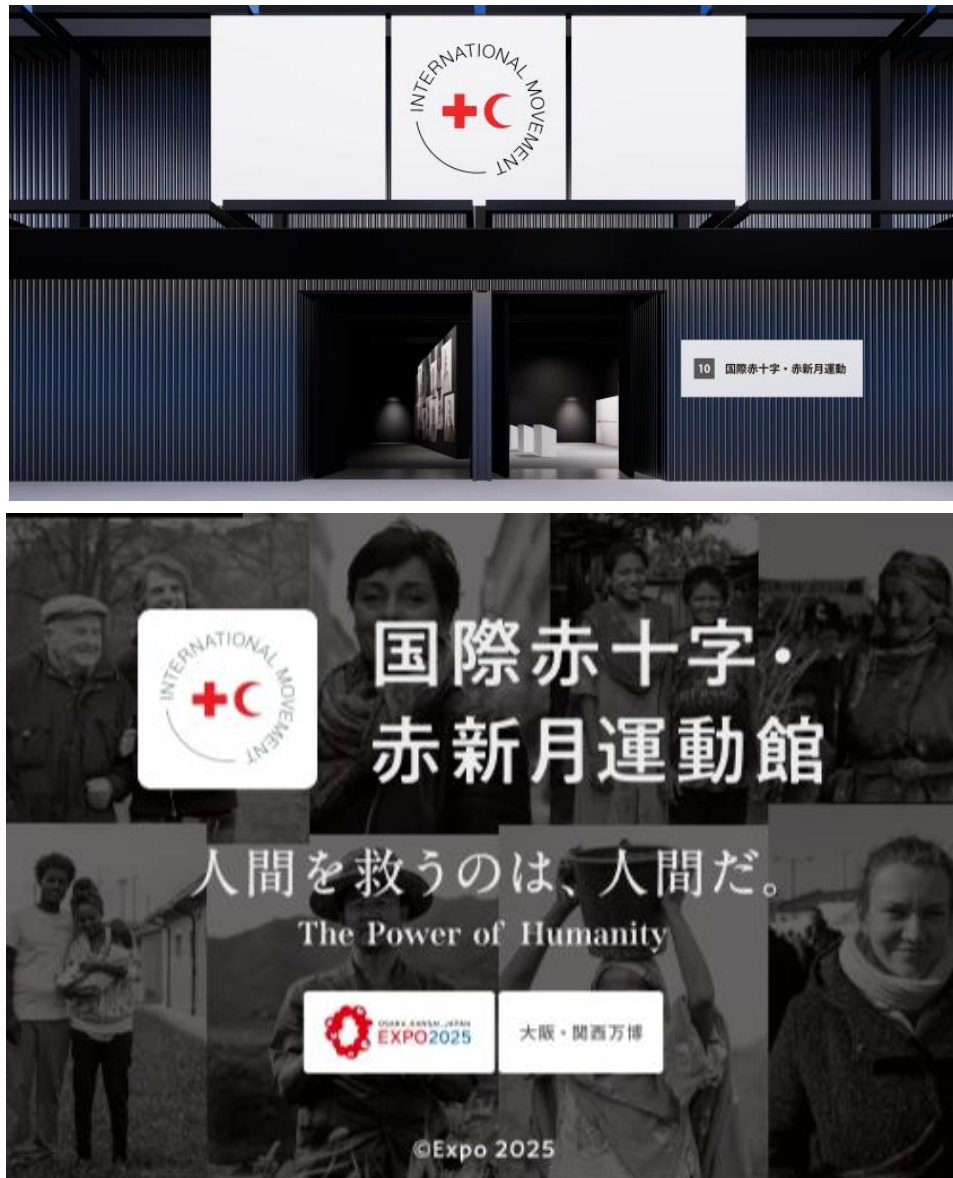 INTERNATIONAL MOVEMENT
10 国際赤十字・赤新月運動
INTERNATIONAL MOVEMENT
国際赤十字・
赤新月運動館
人間を救うのは、人間だ。
The Power of Humanity
OSAKA, KANSAI, JAPAN
EXPO2025
大阪・関西万博
©Expo 2025